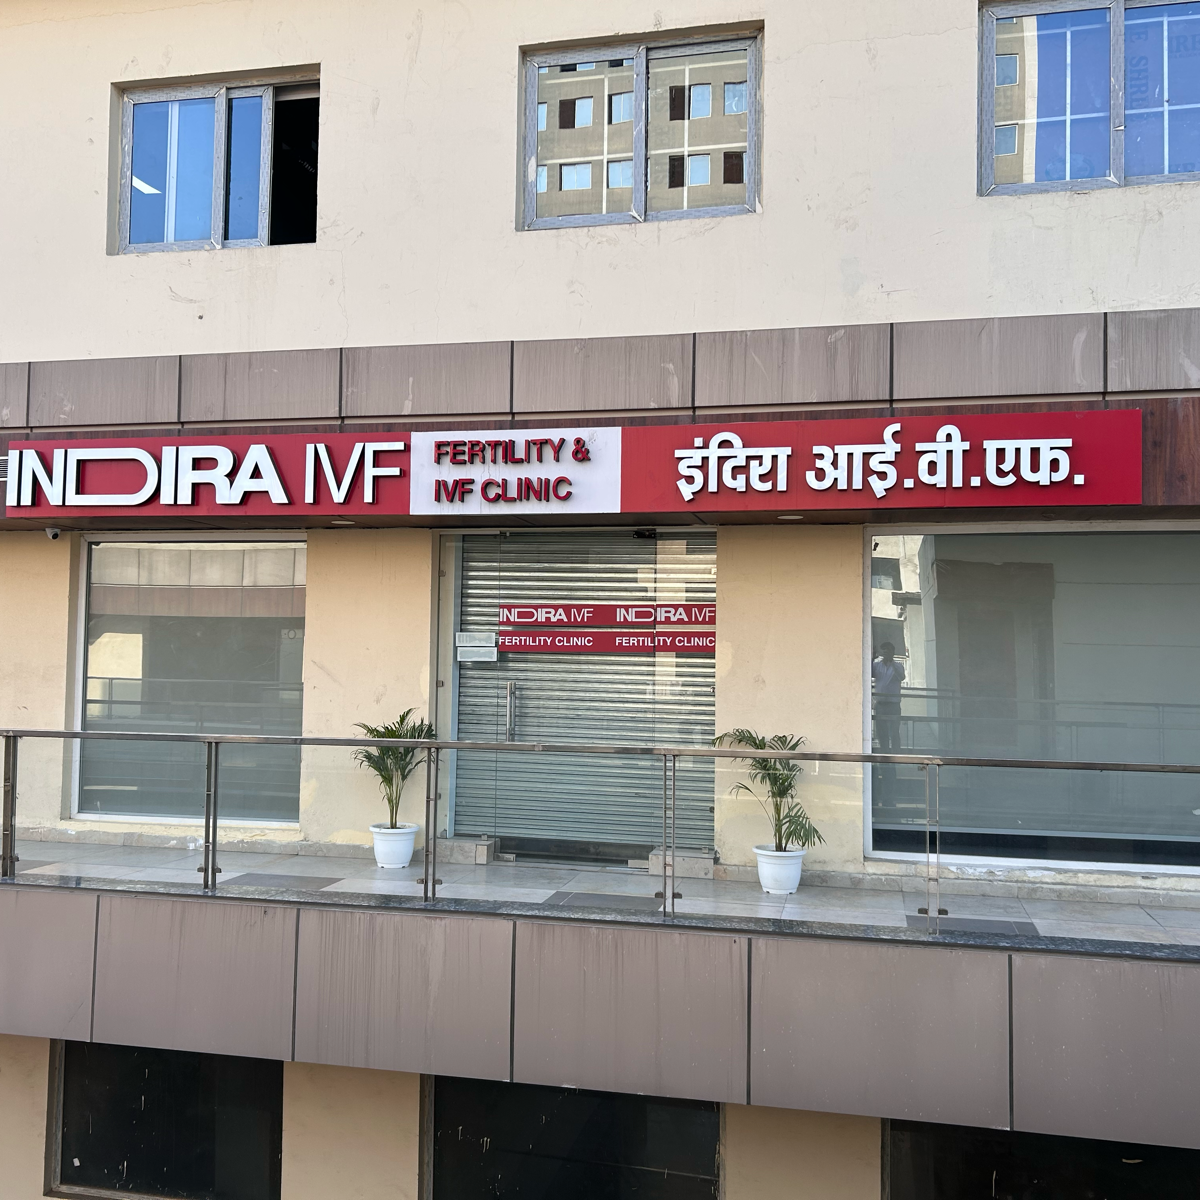 INDIRA IVF
FERTILITY &
IVF CLINIC
इंदिरा आई.वी.एफ.
INDIRA IVF INDIRA IVF
FERTILITY CLINIC FERTILITY CLINIC